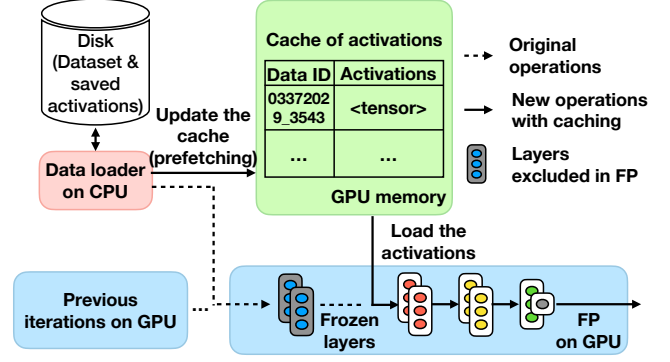 Disk
(Dataset &
saved
activations)
Update the
cache
(prefetching)
Data loader
on CPU
Cache of activations
Data ID Activations
0337202
9_3543
<tensor>
... ...
GPU memory
Original
operations
New operations
with caching
Layers
excluded in FP
Load the
activations
Previous
iterations on GPU
...
Frozen
layers
FP
on GPU